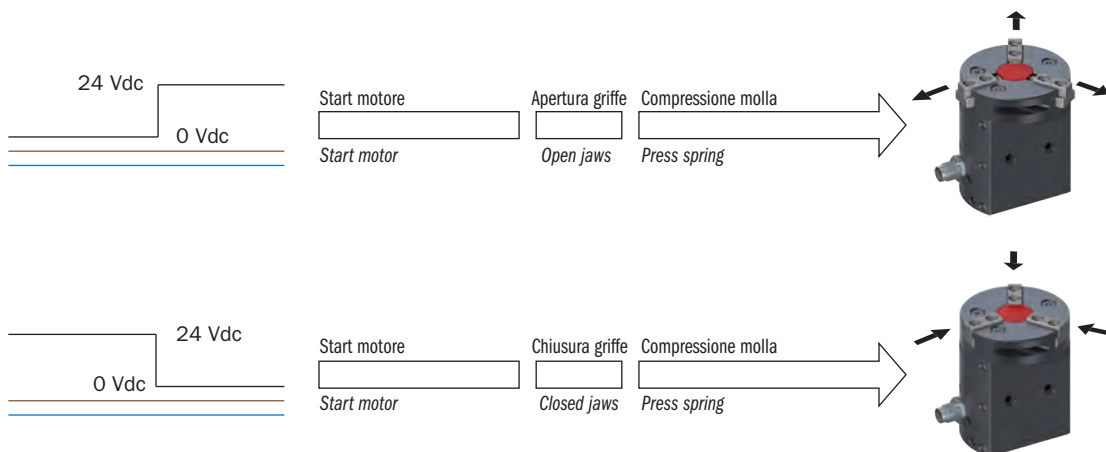 24 Vdc
0 Vdc
Start motore
Apertura griffe
Compressione molla
Start motor
Open jaws
Press spring
24 Vdc
0 Vdc
Start motore
Chiusura griffe
Compressione molla
Start motor
Closed jaws
Press spring